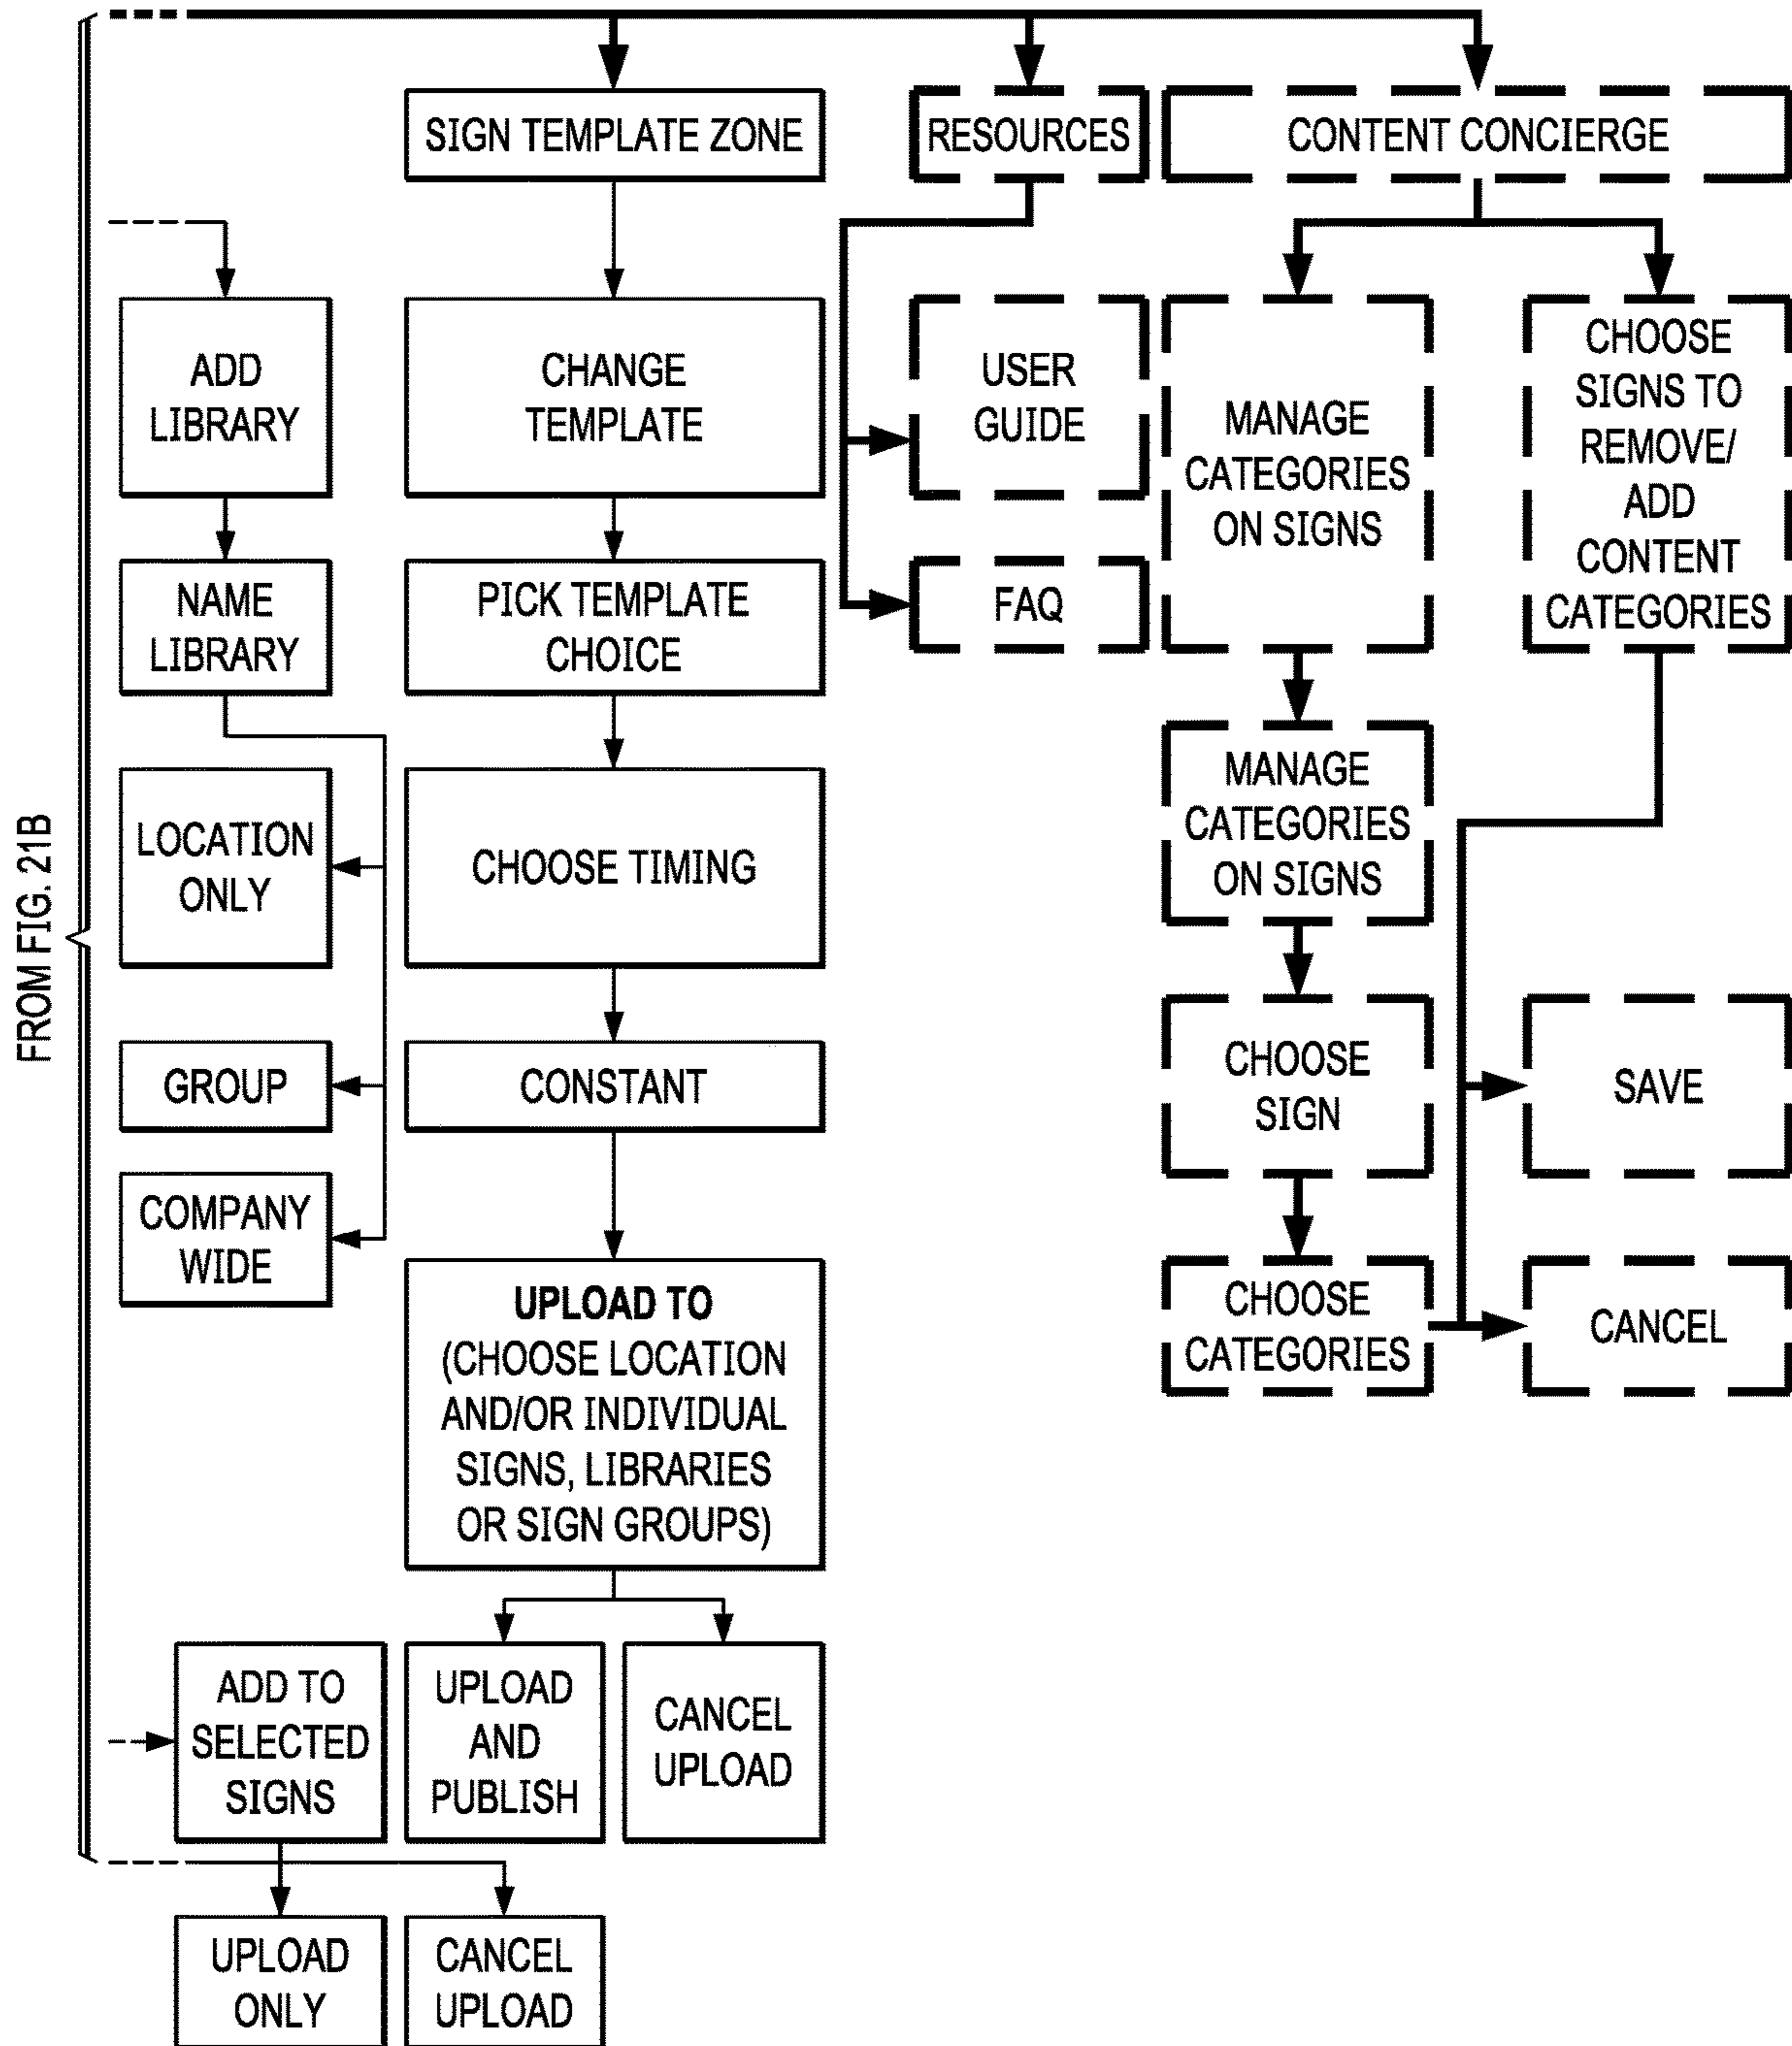 FROM FIG. 21B
SIGN TEMPLATE ZONE
RESOURCES
CONTENT CONCIERGE
ADD
LIBRARY
CHANGE
TEMPLATE
USER
GUIDE
MANAGE
CATEGORIES
ON SIGNS
CHOOSE
SIGNS TO
REMOVE/
ADD
CONTENT
CATEGORIES
NAME
LIBRARY
PICK TEMPLATE
CHOICE
FAQ
LOCATION
ONLY
CHOOSE TIMING
MANAGE
CATEGORIES
ON SIGNS
GROUP
CONSTANT
CHOOSE
SIGN
SAVE
COMPANY
WIDE
UPLOAD TO
(CHOOSE LOCATION
AND/OR INDIVIDUAL
SIGNS, LIBRARIES
OR SIGN GROUPS)
CHOOSE
CATEGORIES
CANCEL
ADD TO
SELECTED
SIGNS
UPLOAD
AND
PUBLISH
CANCEL
UPLOAD
UPLOAD
ONLY
CANCEL
UPLOAD